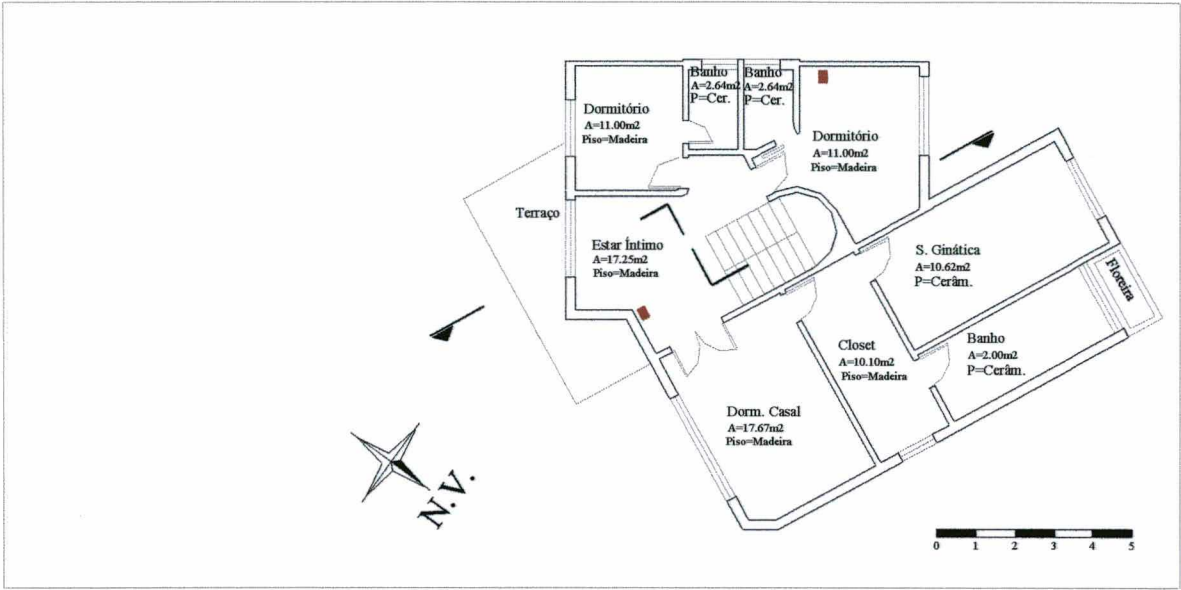 Banho
A=2.64m2
P=Cer.
Banho
A=2.64m2
P=Cer.
Dormitório
A=11.00m2
Piso=Madeira
Dormitório
A=11.00m2
Piso=Madeira
Terraço
Estar Íntimo
A=17.25m2
Piso=Madeira
S. Ginática
A=10.62m2
P=Cerâm.
Floreira
Closet
A=10.10m2
Piso=Madeira
Banho
A=2.00m2
P=Cerâm.
Dorm. Casal
A=17.67m2
Piso=Madeira
N.V.
0 1 2 3 4 5